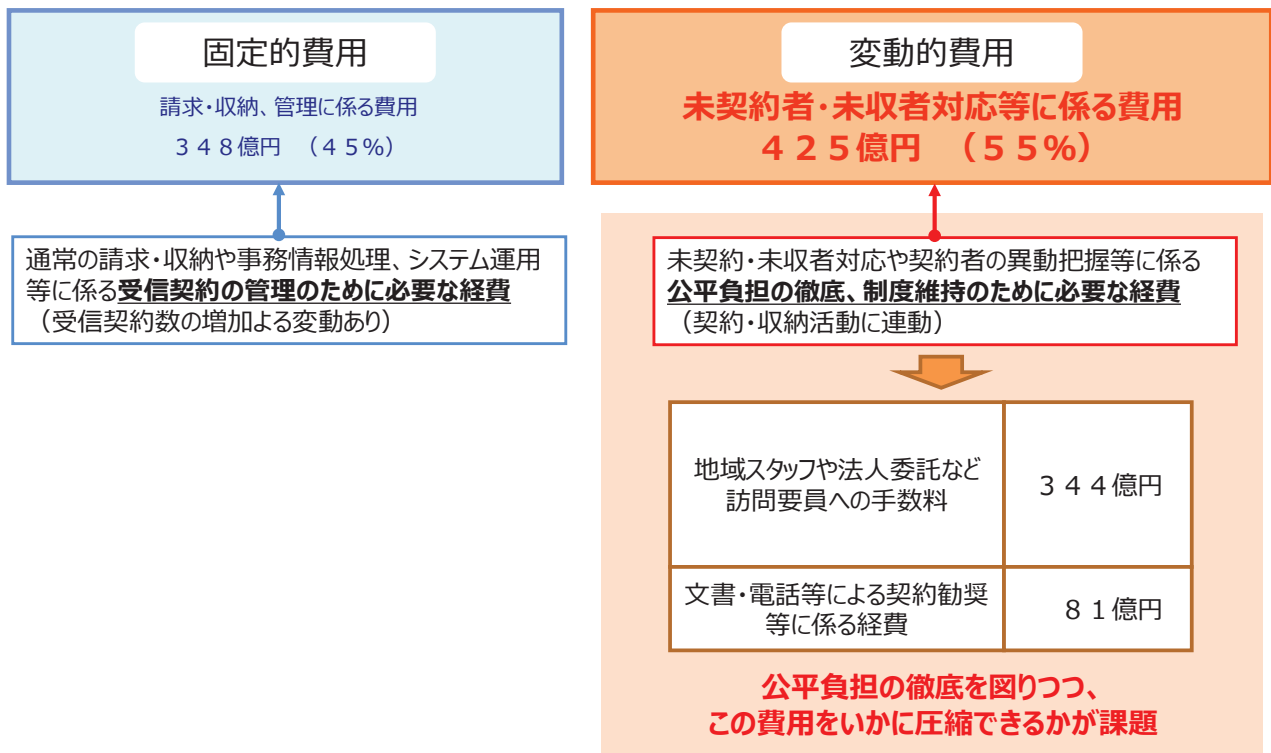 固定的費用
請求・収納、管理に係る費用
３４８億円　（４５％）
変動的費用
未契約者・未収者対応等に係る費用
４２５億円　（５５％）
通常の請求・収納や事務情報処理、システム運用
等に係る受信契約の管理のために必要な経費
（受信契約数の増加よる変動あり）
未契約・未収者対応や契約者の異動把握等に係る
公平負担の徹底、制度維持のために必要な経費
（契約・収納活動に連動）
地域スタッフや法人委託など
訪問要員への手数料
３４４億円
文書・電話等による契約勧奨
等に係る経費
８１億円
公平負担の徹底を図りつつ、
この費用をいかに圧縮できるかが課題